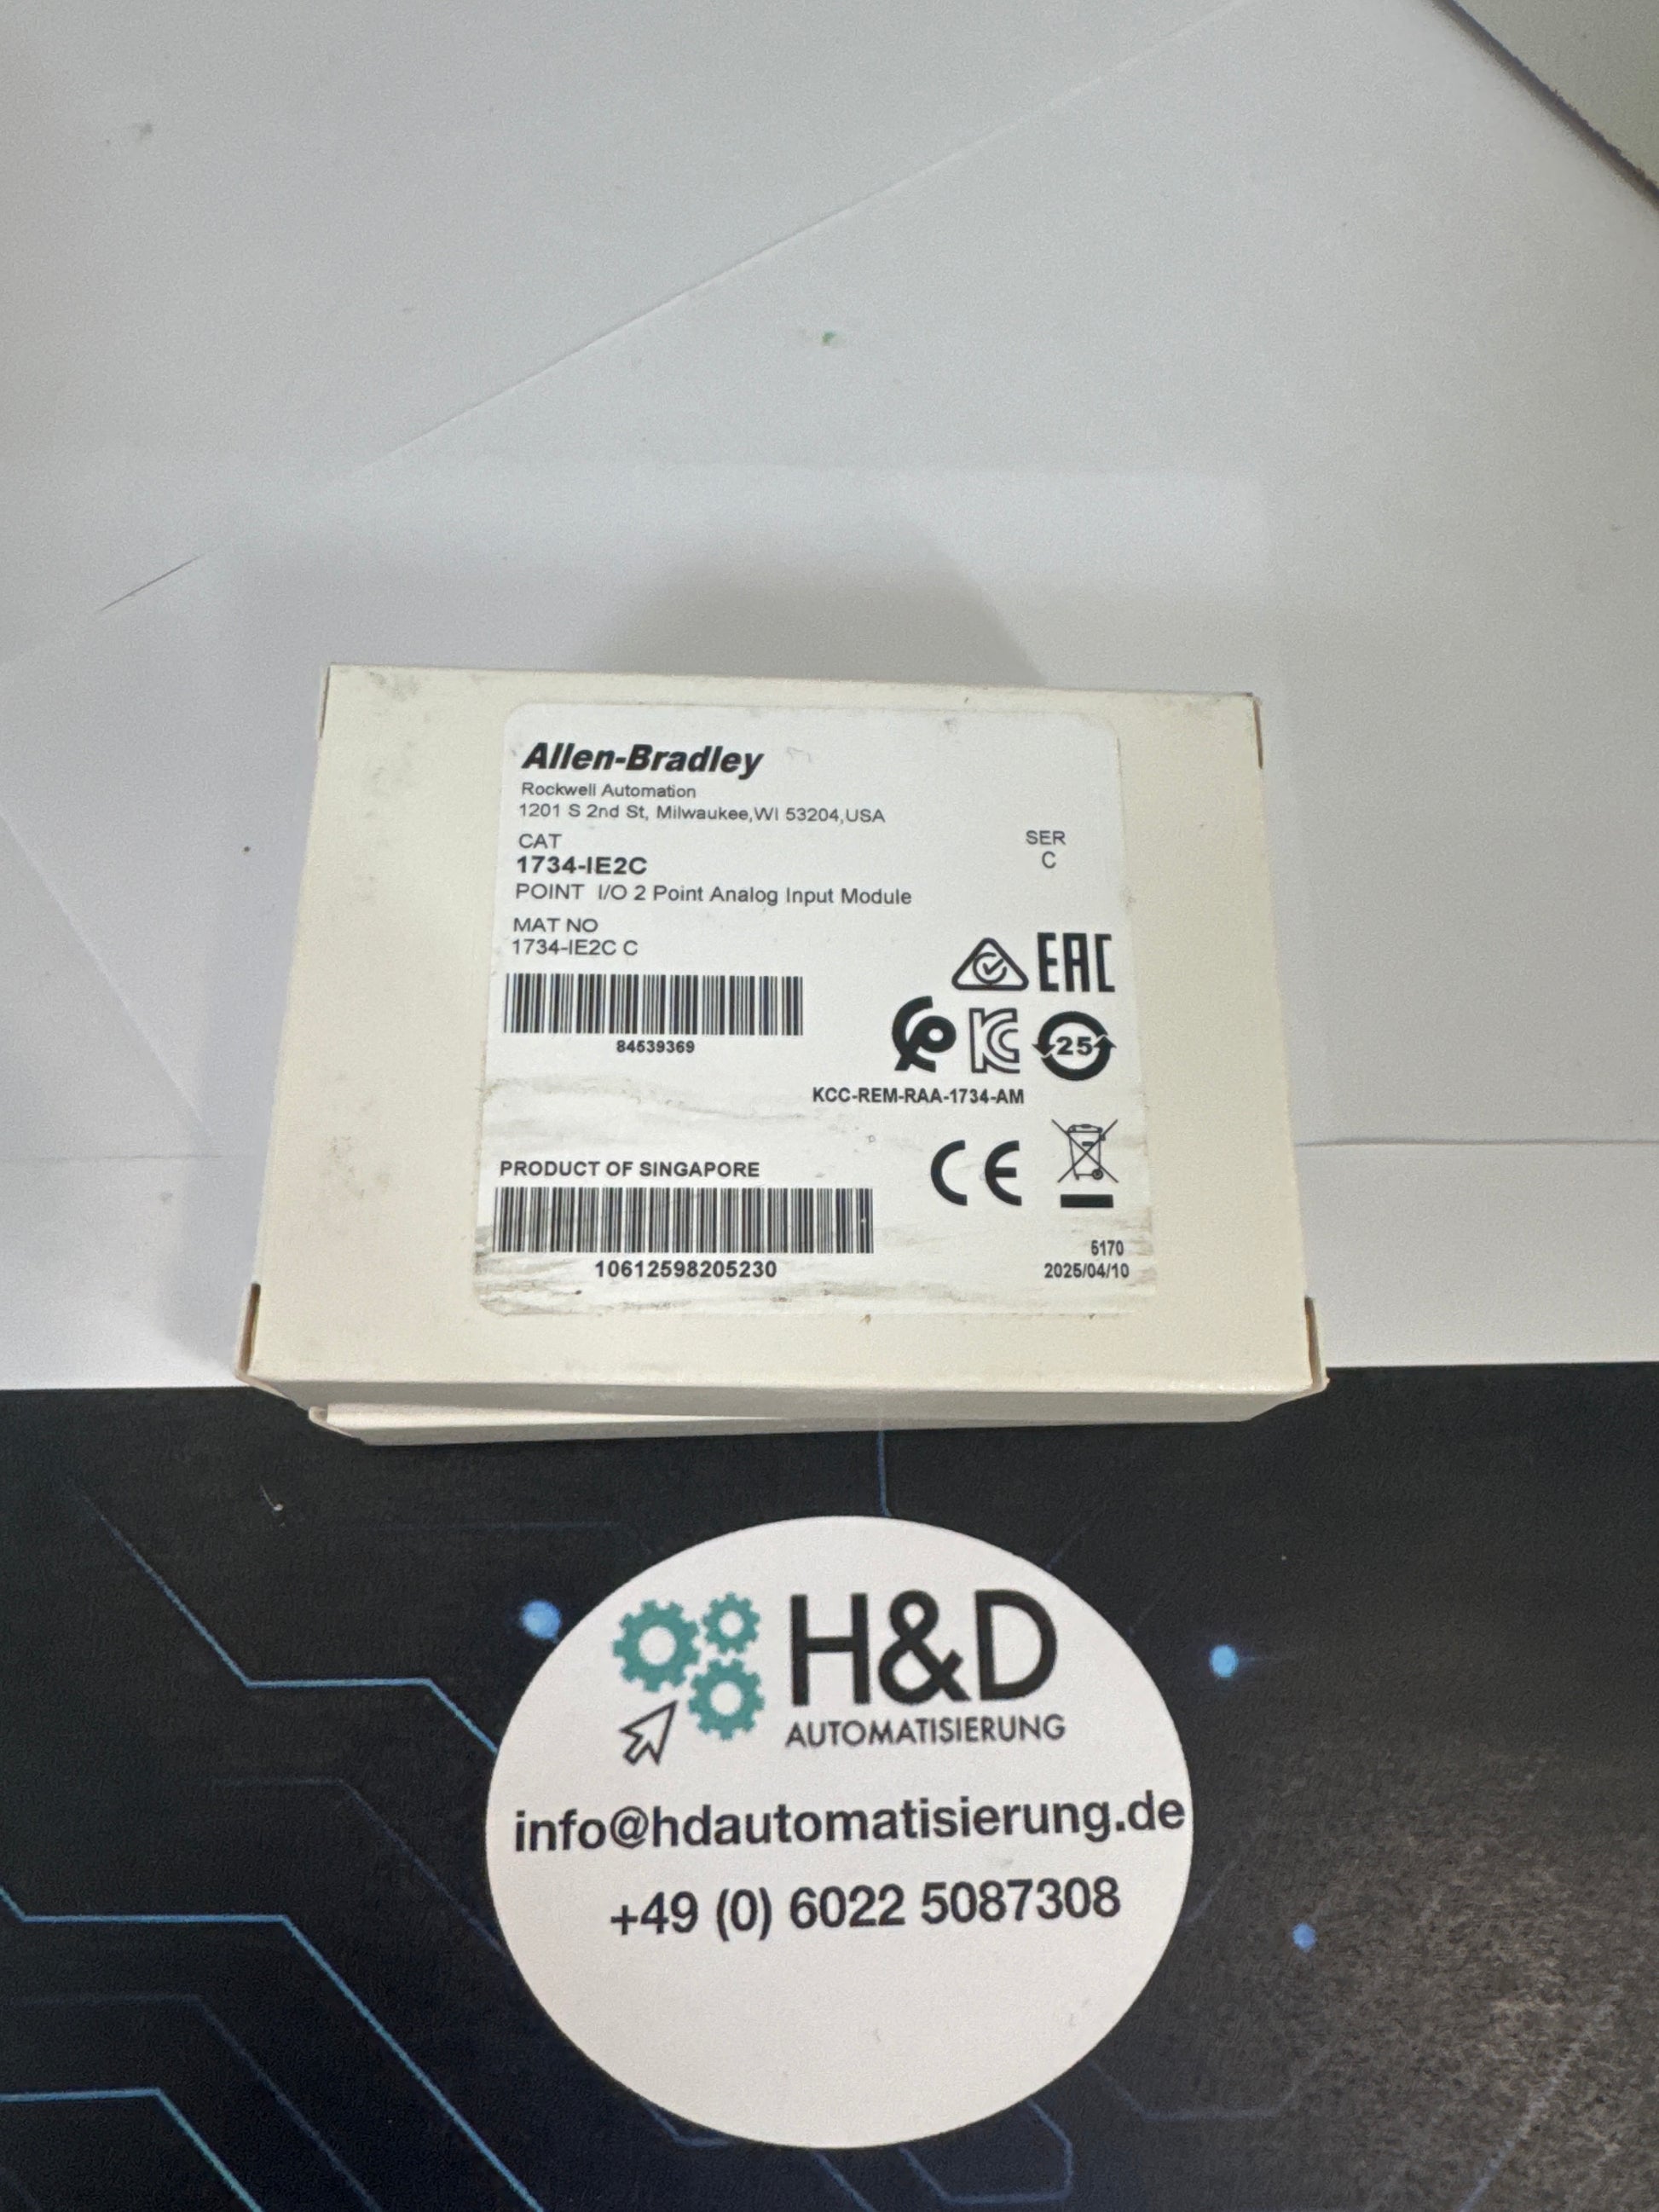 Allen-Bradley
Rockwell Automation
1201 S 2nd St, Milwaukee,WI 53204,USA
CAT
SER
1734-IE2C
C
POINT I/O 2 Point Analog Input Module
MAT NO
1734-IE2C C
EAC
84539369
25
KCC-REM-RAA-1734-AM
PRODUCT OF SINGAPORE
CE
10612598205230
5170
2025/04/10
H&D
AUTOMATISIERUNG
info@hdautomatisierung.de
+49 (0) 6022 5087308